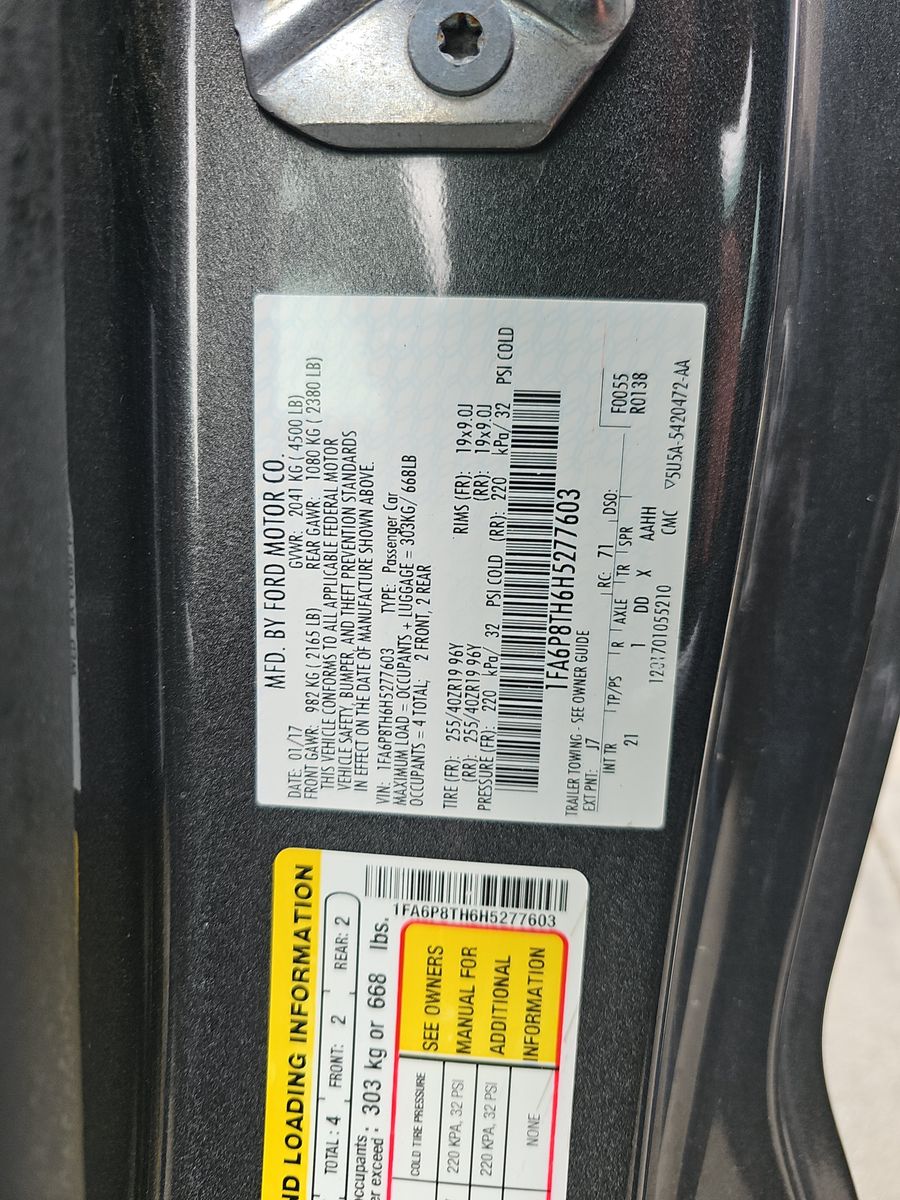 MFD. BY FORD MOTOR CO.
DATE: 01/17 GVWR: 2041 KG ( 4500 LB)
FRONT GAWR: 982 KG ( 2165 LB) REAR GAWR: 1080 KG ( 2380 LB)
THIS VEHICLE CONFORMS TO ALL APPLICABLE FEDERAL MOTOR
VEHICLE SAFETY, BUMPER, AND THEFT PREVENTION STANDARDS
IN EFFECT ON THE DATE OF MANUFACTURE SHOWN ABOVE.
VIN: 1FA6P8TH6H5277603 TYPE: Passenger Car
MAXIMUM LOAD = OCCUPANTS + LUGGAGE = 303KG/ 668LB
OCCUPANTS = 4 TOTAL; 2 FRONT, 2 REAR
TIRE (FR): 255/40ZR19 96Y RIMS (FR): 19x9.0J
(RR): 255/40ZR19 96Y (RR): 19x9.0J
PRESSURE (FR): 220 kPa/ 32 PSI COLD (RR): 220 kPa/ 32 PSI COLD
1FA6P8TH6H5277603
TRAILER TOWING - SEE OWNER GUIDE
EXT PNT: J7 RC: 71 DSO: F0055
R0138
INT TR TP/PS R AXLE TR SPR
21 1 DD X AAHH
1201701055210 CMC ▽5U5A-5420472-AA
ND LOADING INFORMATION
TOTAL: 4 FRONT: 2 REAR: 2
ccupants
er exceed: 303 kg or 668 lbs.
1FA6P8TH6H5277603
COLD TIRE PRESSURE
220 KPA, 32 PSI
220 KPA, 32 PSI
NONE
SEE OWNERS
MANUAL FOR
ADDITIONAL
INFORMATION